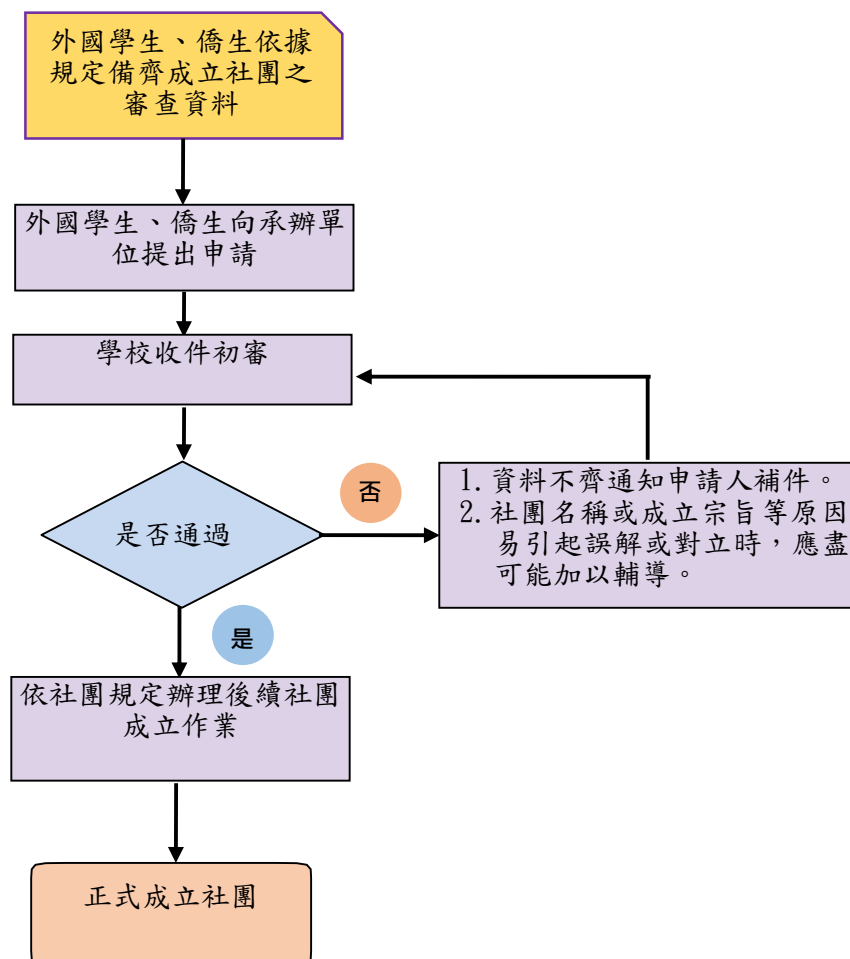 外國學生、僑生依據
規定備齊成立社團之
審查資料
外國學生、僑生向承辦單
位提出申請
學校收件初審
是否通過
否
1. 資料不齊通知申請人補件。
2. 社團名稱或成立宗旨等原因
易引起誤解或對立時，應盡
可能加以輔導。
是
依社團規定辦理後續社團
成立作業
正式成立社團